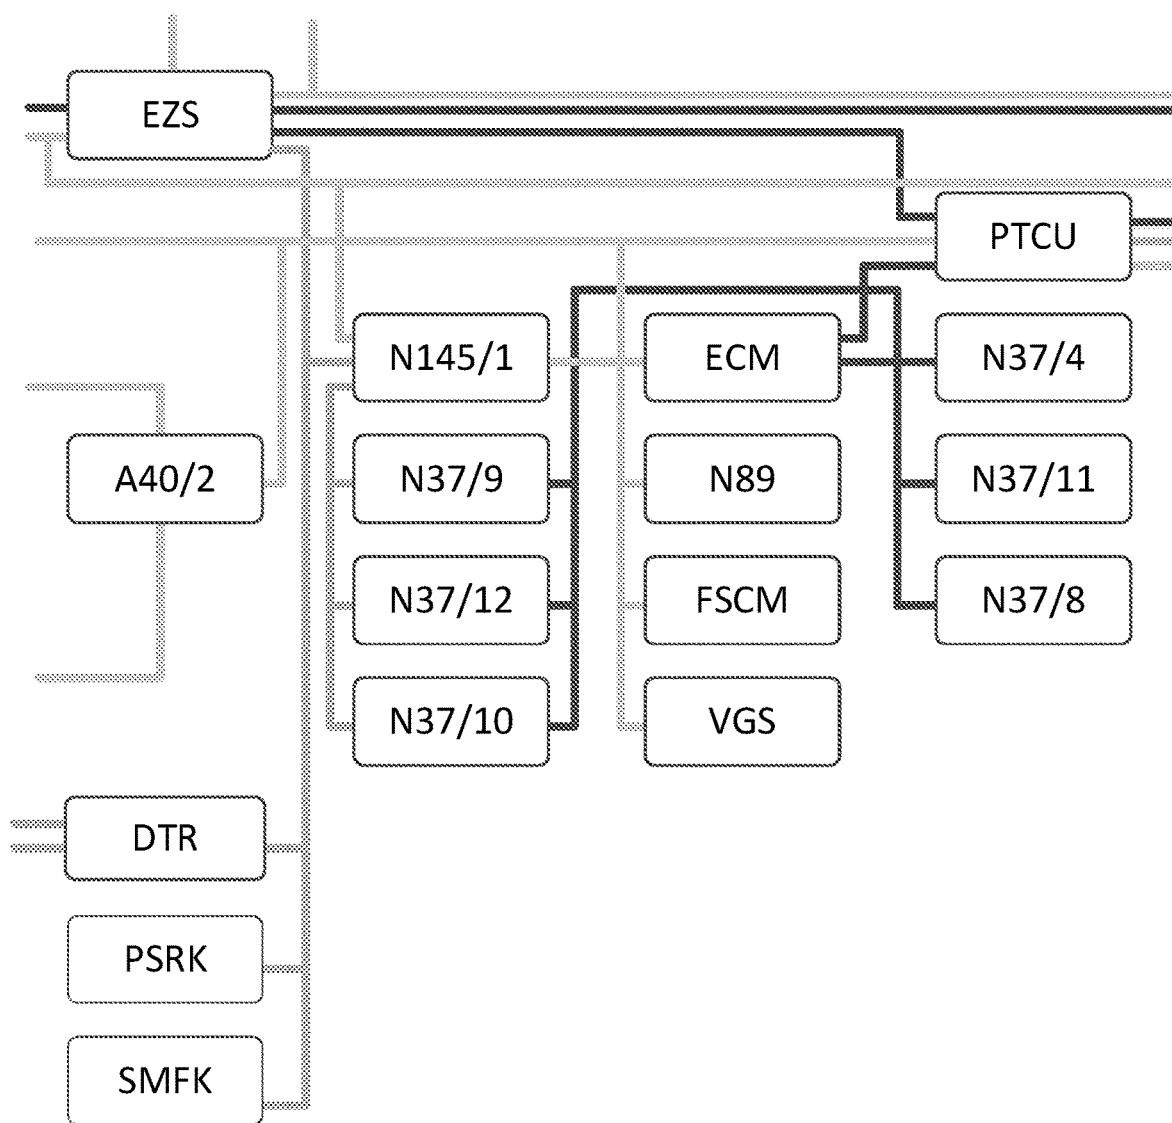 EZS
PTCU
N145/1
ECM
N37/4
A40/2
N37/9
N89
N37/11
N37/12
FSCM
N37/8
N37/10
VGS
DTR
PSRK
SMFK